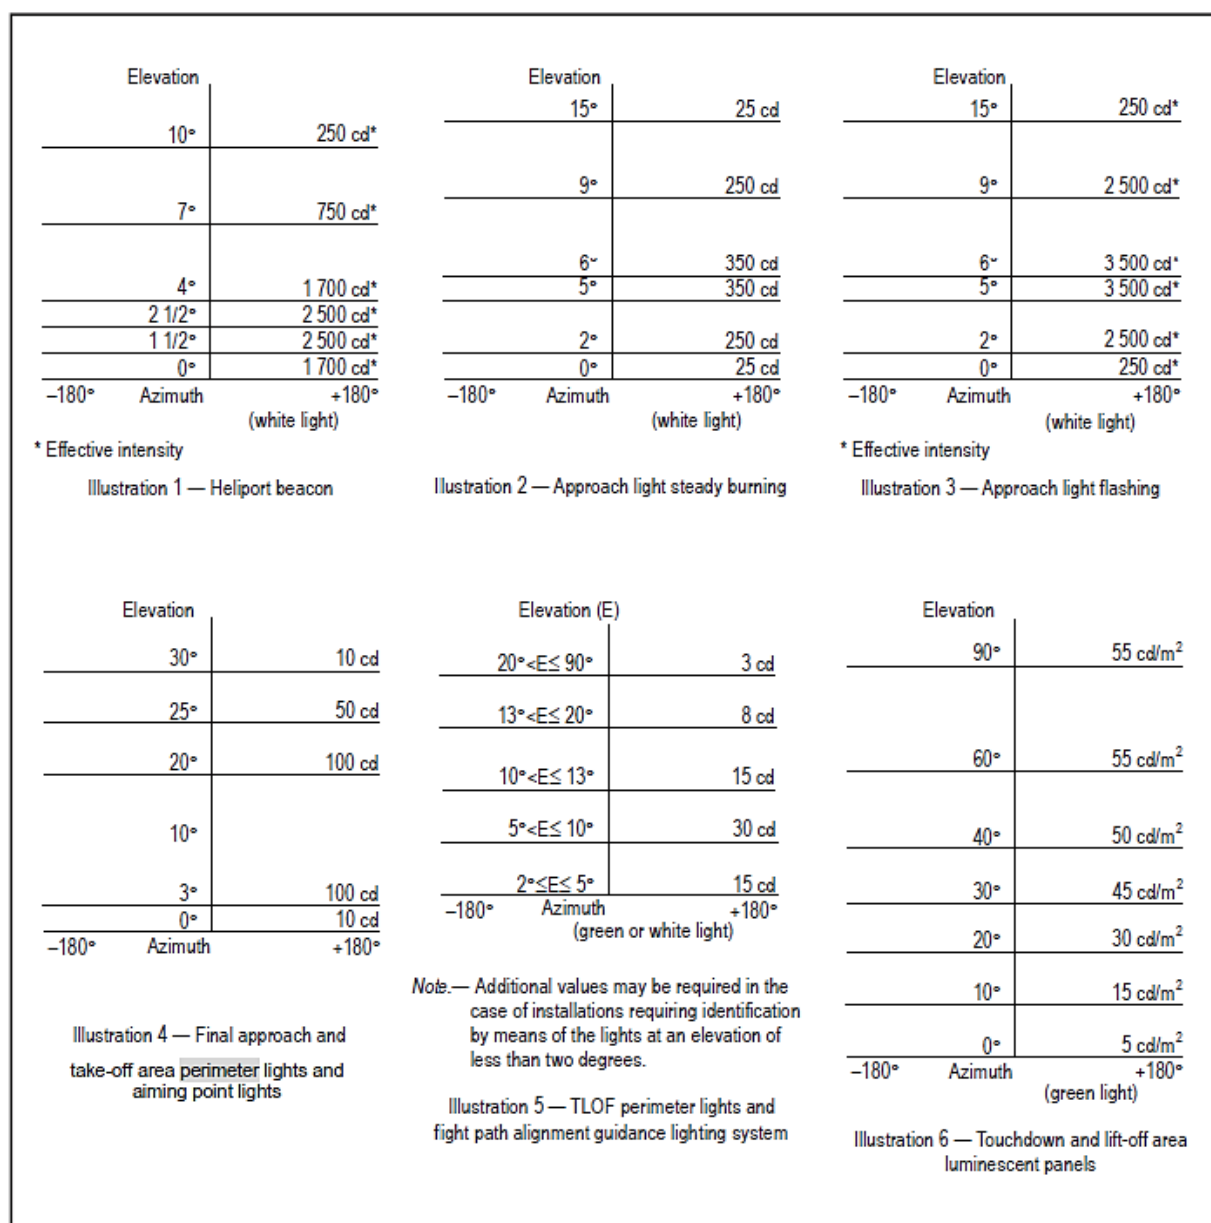 Elevation
10° 250 cd*
7° 750 cd*
4° 1 700 cd*
2 1/2° 2 500 cd*
1 1/2° 2 500 cd*
0° 1 700 cd*
–180° Azimuth +180°
(white light)
* Effective intensity
Illustration 1 — Heliport beacon
Elevation
15° 25 cd
9° 250 cd
6° 350 cd
5° 350 cd
2° 250 cd
0° 25 cd
–180° Azimuth +180°
(white light)
Illustration 2 — Approach light steady burning
Elevation
15° 250 cd*
9° 2 500 cd*
6° 3 500 cd*
5° 3 500 cd*
2° 2 500 cd*
0° 250 cd*
–180° Azimuth +180°
(white light)
* Effective intensity
Illustration 3 — Approach light flashing
Elevation
30° 10 cd
25° 50 cd
20° 100 cd
10°
3° 100 cd
0° 10 cd
–180° Azimuth +180°
Illustration 4 — Final approach and
take-off area perimeter lights and
aiming point lights
Elevation (E)
20°<E≤ 90° 3 cd
13°<E≤ 20° 8 cd
10°<E≤ 13° 15 cd
5°<E≤ 10° 30 cd
2°≤E≤ 5° 15 cd
–180° Azimuth +180°
(green or white light)
Note.— Additional values may be required in the
case of installations requiring identification
by means of the lights at an elevation of
less than two degrees.
Illustration 5 — TLOF perimeter lights and
fight path alignment guidance lighting system
Elevation
90° 55 cd/m²
60° 55 cd/m²
40° 50 cd/m²
30° 45 cd/m²
20° 30 cd/m²
10° 15 cd/m²
0° 5 cd/m²
–180° Azimuth +180°
(green light)
Illustration 6 — Touchdown and lift-off area
luminescent panels